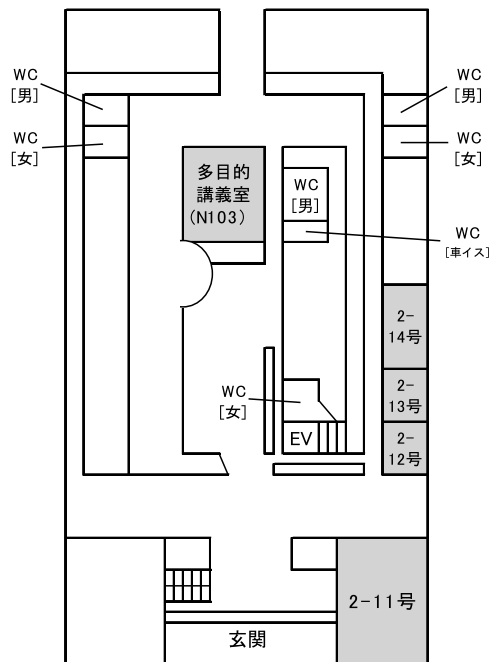 WC
[男]
WC
[女]
WC
[男]
WC
[女]
多目的
講義室
(N103)
WC
[男]
WC
[車イス]
2-
14号
2-
13号
2-
12号
WC
[女]
EV
2-11号
玄関